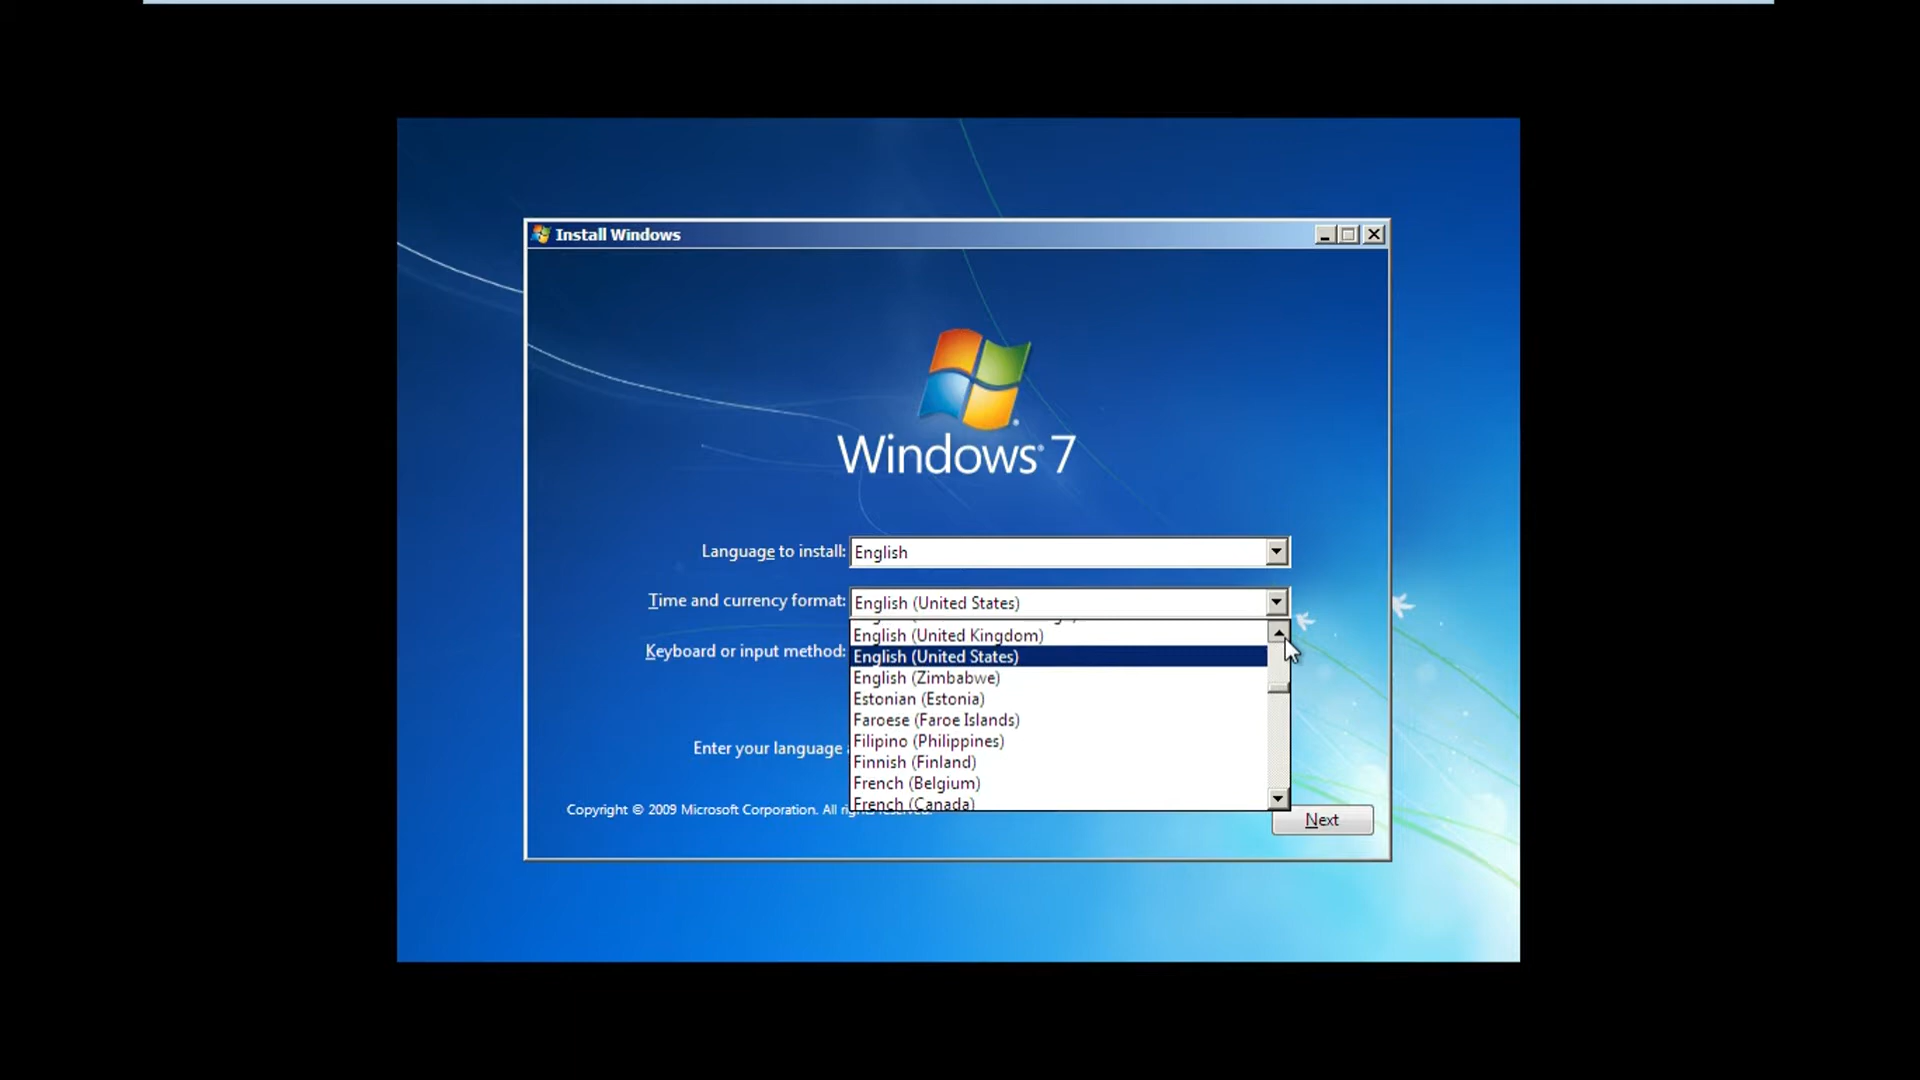 Install Windows
Windows® 7
Language to install: English
Time and currency format: English (United States)
English (United Kingdom)
Keyboard or input method: English (United States)
English (Zimbabwe)
Estonian (Estonia)
Faroese (Faroe Islands)
Filipino (Philippines)
Enter your language
Finnish (Finland)
French (Belgium)
French (Canada)
Copyright © 2009 Microsoft Corporation. All rights reserved.
Next